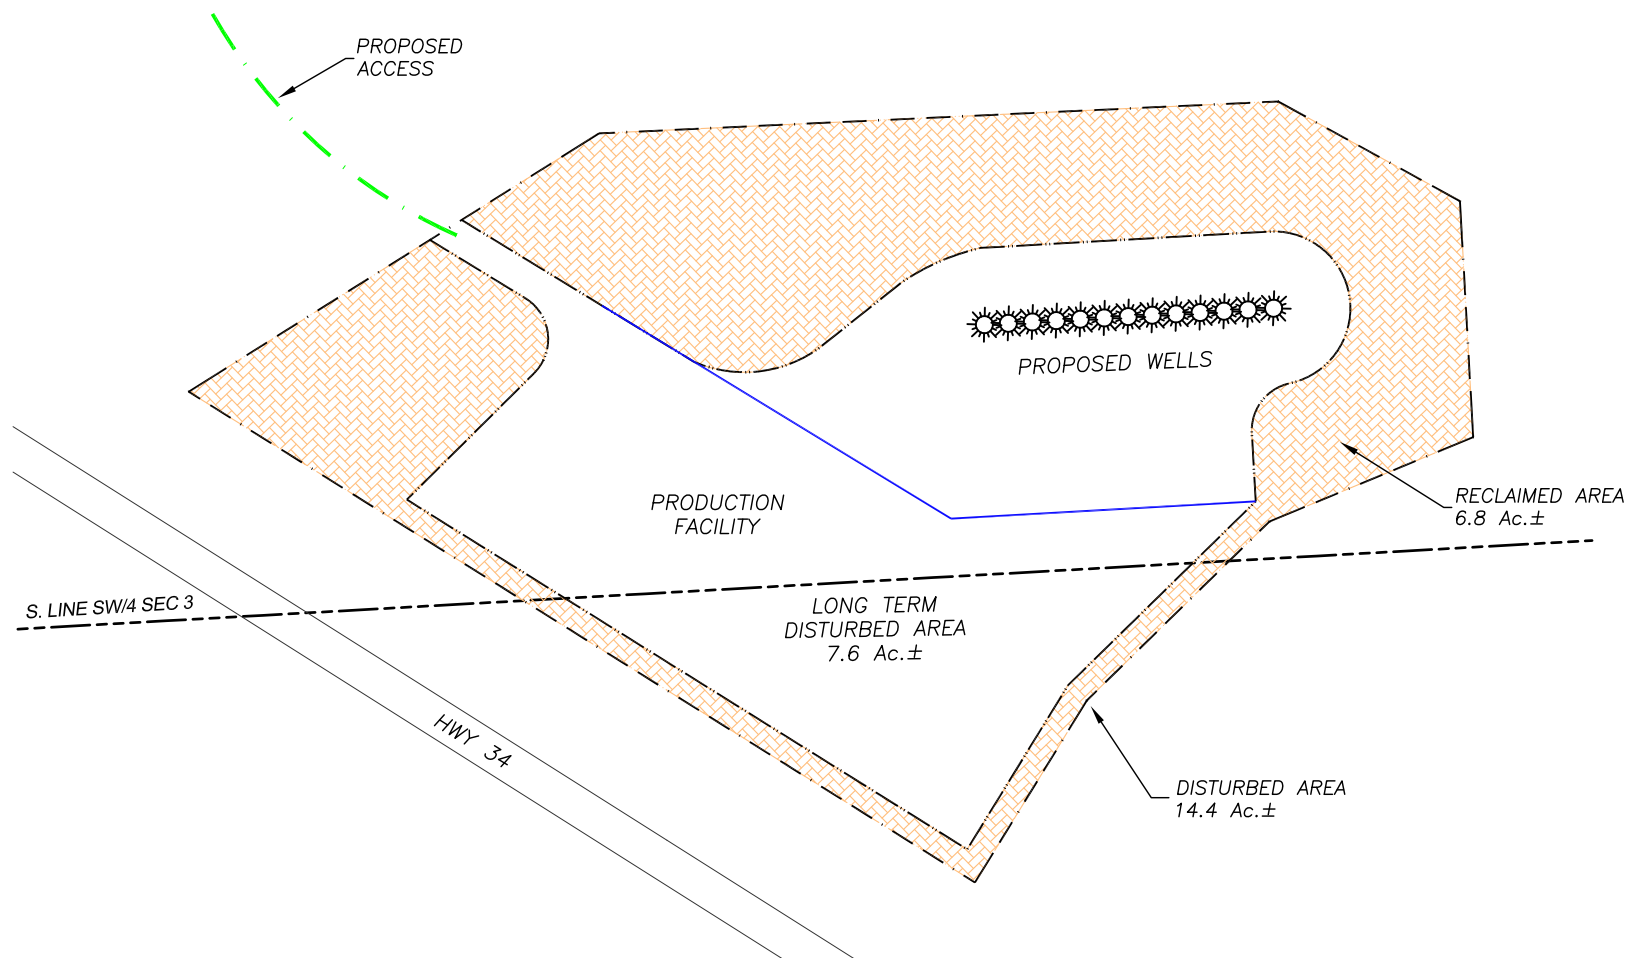 PROPOSED
ACCESS
PROPOSED WELLS
PRODUCTION
FACILITY
RECLAIMED AREA
6.8 Ac.±
S. LINE SW/4 SEC 3
LONG TERM
DISTURBED AREA
7.6 Ac.±
HWY 34
DISTURBED AREA
14.4 Ac.±